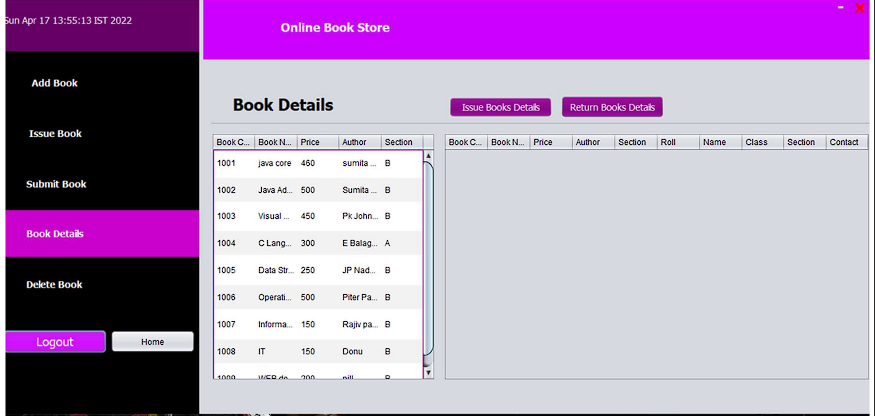 Sun Apr 17 13:55:13 IST 2022
Online Book Store
Add Book
Issue Book
Submit Book
Book Details
Delete Book
Logout
Home
Book Details
Issue Books Details
Return Books Details
Book C... Book N... Price Author Section
1001 java core 460 sumita ... B
1002 Java Ad... 500 Sumita ... B
1003 Visual ... 450 Pk John... B
1004 C Lang... 300 E Balag... A
1005 Data Str... 250 JP Nad... B
1006 Operati... 500 Piter Pa... B
1007 Informa... 150 Rajiv pa... B
1008 IT 150 Donu B
1009 WEB de... 200 pill B
Book C... Book N... Price Author Section Roll Name Class Section Contact